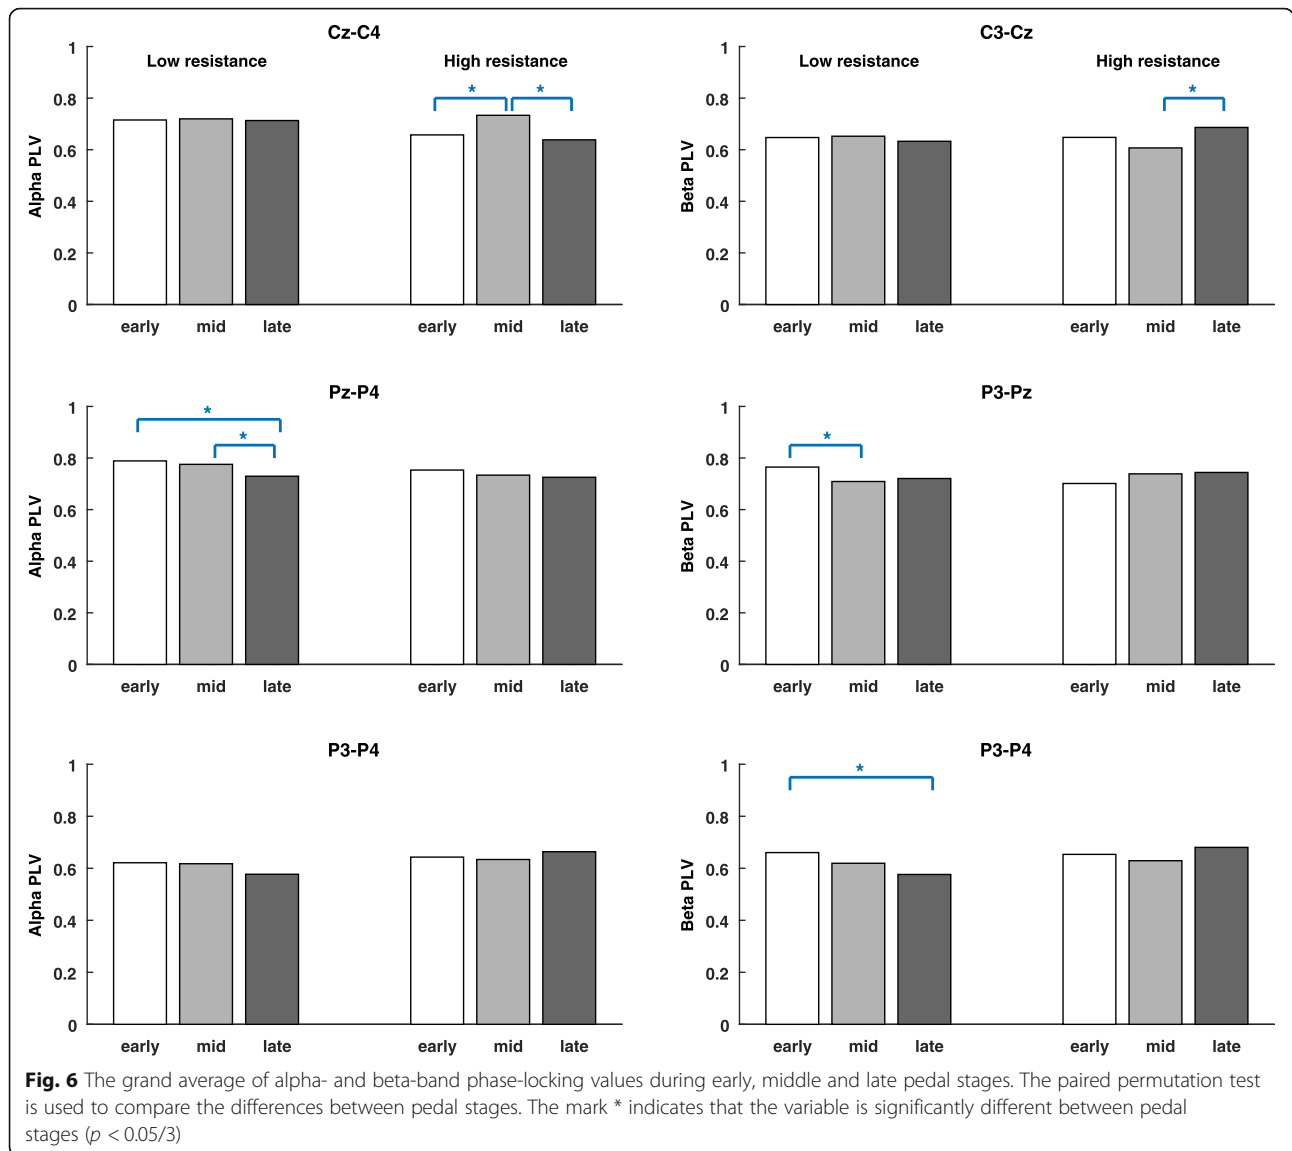 Cz-C4
Low resistance High resistance
* *
Alpha PLV
1
0.8
0.6
0.4
0.2
0
early mid late early mid late
C3-Cz
Low resistance High resistance
*
Beta PLV
1
0.8
0.6
0.4
0.2
0
early mid late early mid late
Pz-P4
*
*
Alpha PLV
1
0.8
0.6
0.4
0.2
0
early mid late early mid late
P3-Pz
*
Beta PLV
1
0.8
0.6
0.4
0.2
0
early mid late early mid late
P3-P4
Alpha PLV
1
0.8
0.6
0.4
0.2
0
early mid late early mid late
P3-P4
*
Beta PLV
1
0.8
0.6
0.4
0.2
0
early mid late early mid late
Fig. 6 The grand average of alpha- and beta-band phase-locking values during early, middle and late pedal stages. The paired permutation test
is used to compare the differences between pedal stages. The mark * indicates that the variable is significantly different between pedal
stages (p < 0.05/3)